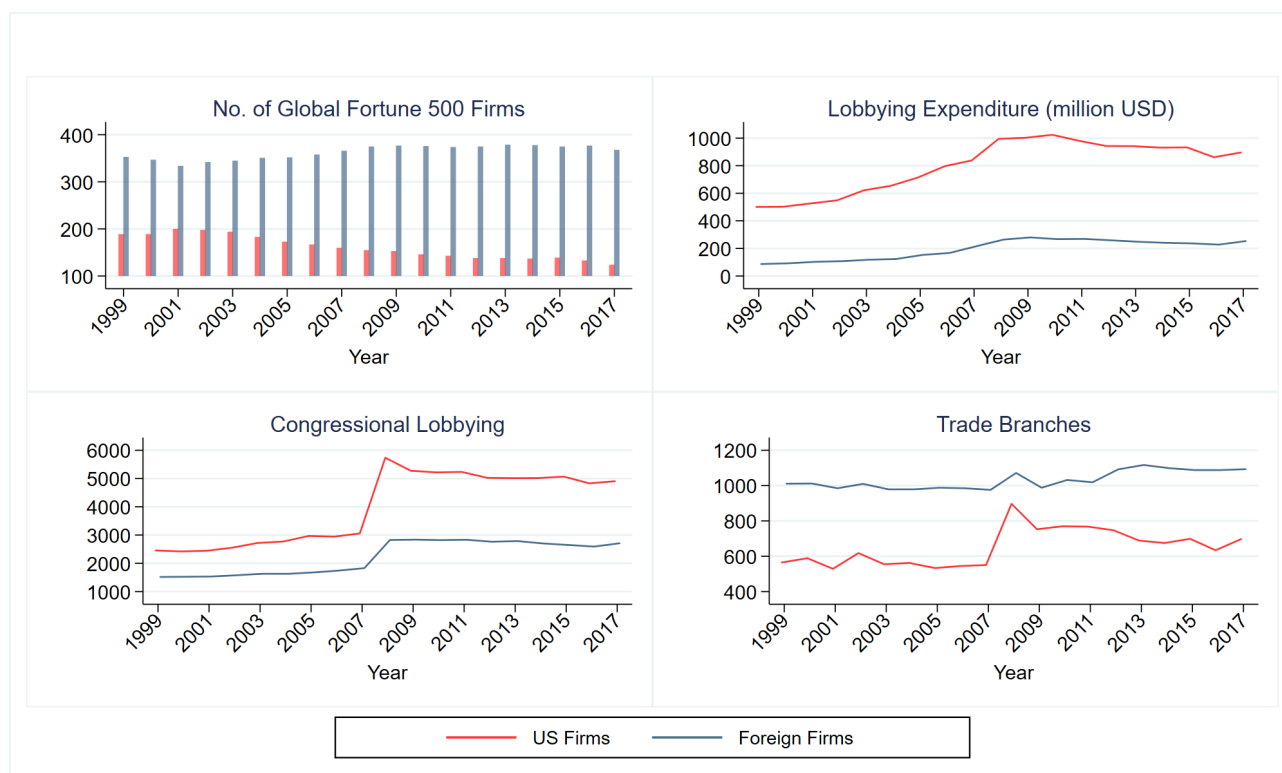 No. of Global Fortune 500 Firms
400
300
200
100
1999 2001 2003 2005 2007 2009 2011 2013 2015 2017
Year
Lobbying Expenditure (million USD)
1000
800
600
400
200
0
1999 2001 2003 2005 2007 2009 2011 2013 2015 2017
Year
Congressional Lobbying
6000
5000
4000
3000
2000
1000
1999 2001 2003 2005 2007 2009 2011 2013 2015 2017
Year
Trade Branches
1200
1000
800
600
400
1999 2001 2003 2005 2007 2009 2011 2013 2015 2017
Year
US Firms Foreign Firms